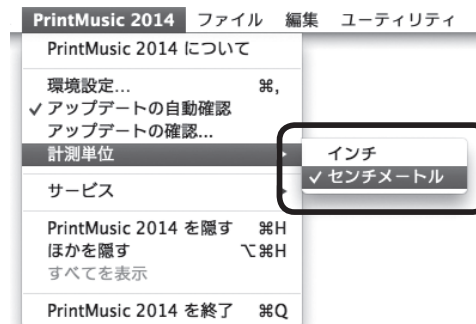 PrintMusic 2014 ファイル 編集 ユーティリティ
PrintMusic 2014 について
環境設定... ⌘,
✓ アップデートの自動確認
アップデートの確認...
計測単位 ▶
インチ
✓ センチメートル
サービス ▶
PrintMusic 2014 を隠す ⌘H
ほかを隠す ⌥⌘H
すべてを表示
PrintMusic 2014 を終了 ⌘Q